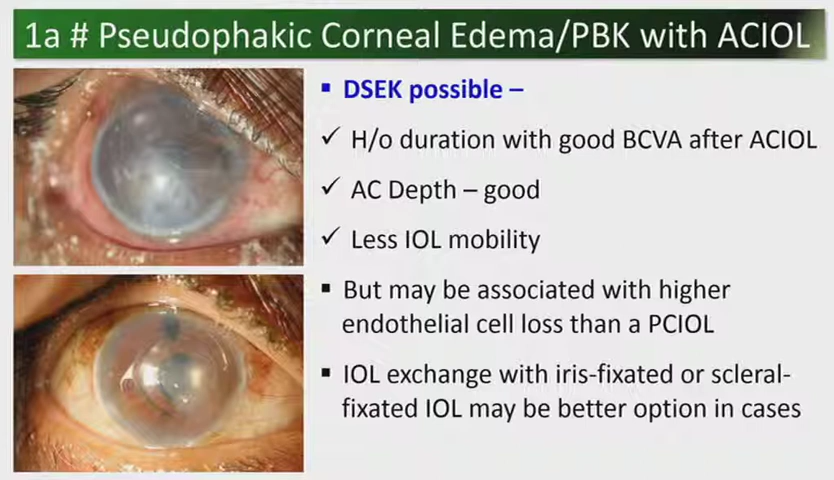 1a # Pseudophakic Corneal Edema/PBK with ACIOL
▪ DSEK possible –
✓ H/o duration with good BCVA after ACIOL
✓ AC Depth – good
✓ Less IOL mobility
▪ But may be associated with higher
endothelial cell loss than a PCIOL
▪ IOL exchange with iris-fixated or scleral-
fixated IOL may be better option in cases